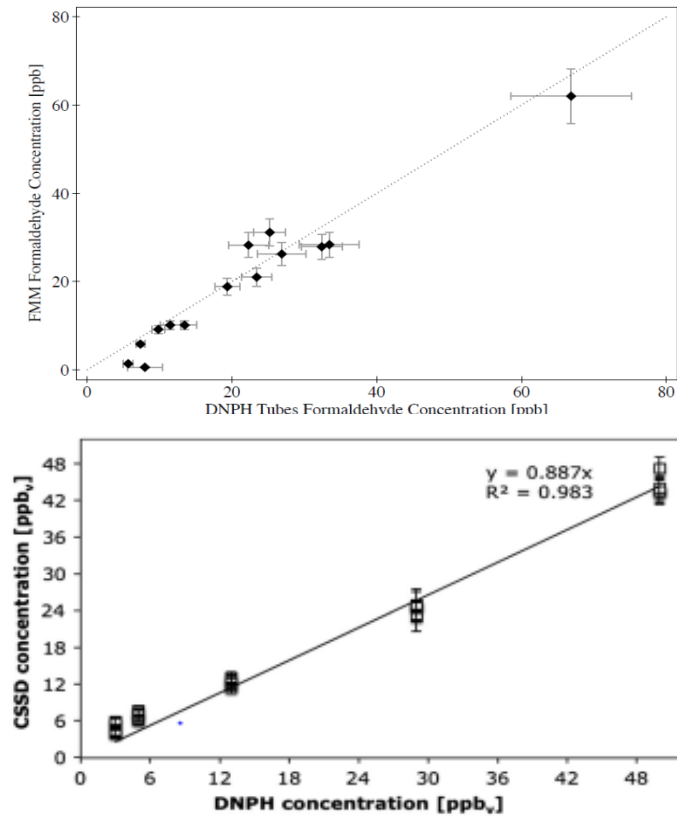 80
60
40
20
0
0 20 40 60 80
FMM Formaldehyde Concentration [ppb]
DNPH Tubes Formaldehyde Concentration [ppb]
48
42
36
30
24
18
12
6
0
y = 0.887x
R² = 0.983
CSSD concentration [ppbᵥ]
0 6 12 18 24 30 36 42 48
DNPH concentration [ppbᵥ]